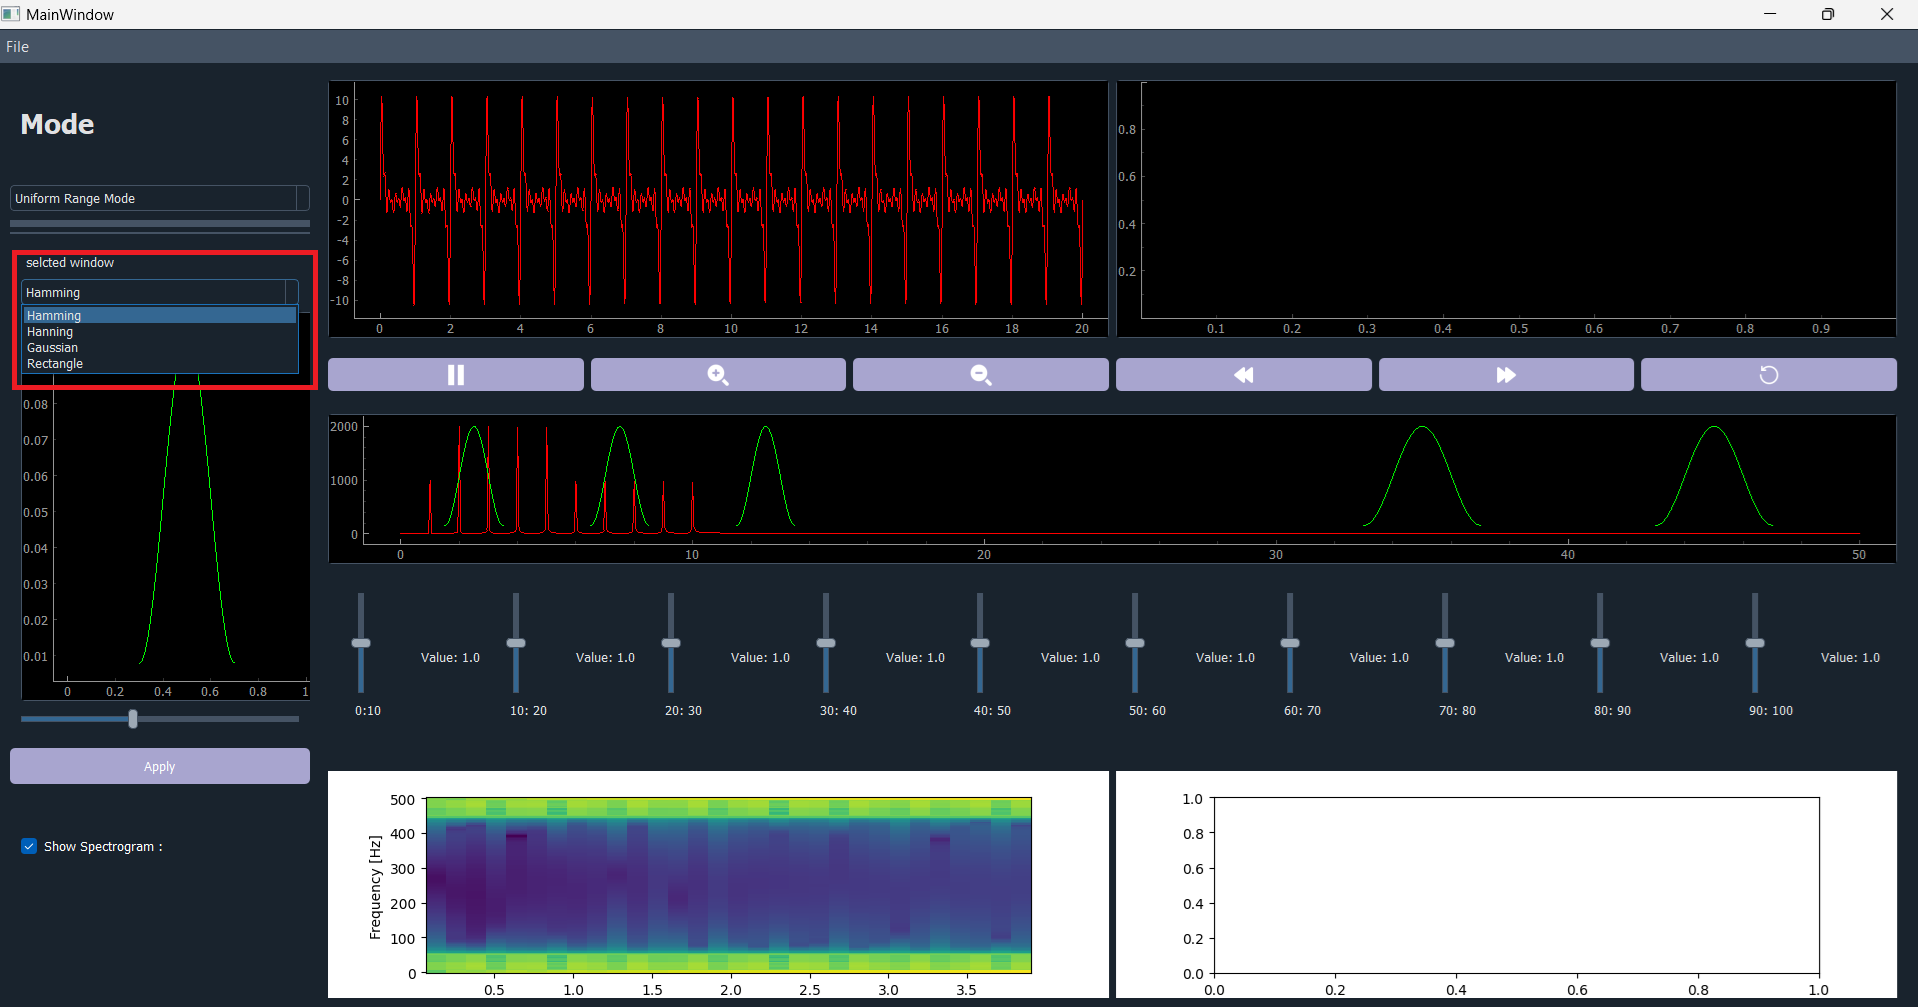 MainWindow
File
Mode
Uniform Range Mode
selcted window
Hamming
Hamming
Hanning
Gaussian
Rectangle
0.08
0.07
0.06
0.05
0.04
0.03
0.02
0.01
0 0.2 0.4 0.6 0.8 1
Apply
Show Spectrogram :
10
8
6
4
2
0
-2
-4
-6
-8
-10
0 2 4 6 8 10 12 14 16 18 20
0.8
0.6
0.4
0.2
0.1 0.2 0.3 0.4 0.5 0.6 0.7 0.8 0.9
2000
1000
0
0 10 20 30 40 50
Value: 1.0 Value: 1.0 Value: 1.0 Value: 1.0 Value: 1.0 Value: 1.0 Value: 1.0 Value: 1.0 Value: 1.0 Value: 1.0
0:10 10: 20 20: 30 30: 40 40: 50 50: 60 60: 70 70: 80 80: 90 90: 100
Frequency [Hz]
500
400
300
200
100
0
0.5 1.0 1.5 2.0 2.5 3.0 3.5
1.0
0.8
0.6
0.4
0.2
0.0
0.0 0.2 0.4 0.6 0.8 1.0